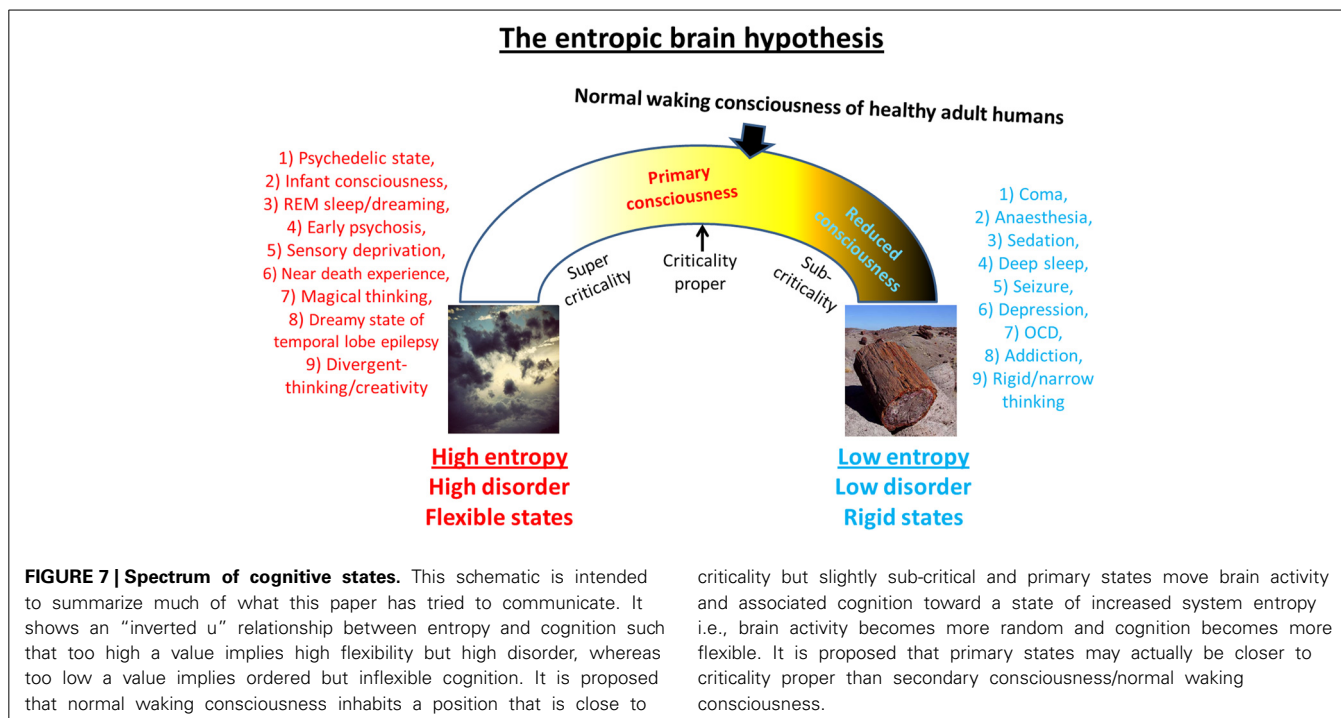 The entropic brain hypothesis
Normal waking consciousness of healthy adult humans
1) Psychedelic state,
2) Infant consciousness,
3) REM sleep/dreaming,
4) Early psychosis,
5) Sensory deprivation,
6) Near death experience,
7) Magical thinking,
8) Dreamy state of
temporal lobe epilepsy
9) Divergent-
thinking/creativity
Primary
consciousness
Reduced
consciousness
Super
criticality
Criticality
proper
Sub-
criticality
1) Coma,
2) Anaesthesia,
3) Sedation,
4) Deep sleep,
5) Seizure,
6) Depression,
7) OCD,
8) Addiction,
9) Rigid/narrow
thinking
High entropy
High disorder
Flexible states
Low entropy
Low disorder
Rigid states
FIGURE 7 | Spectrum of cognitive states. This schematic is intended
to summarize much of what this paper has tried to communicate. It
shows an “inverted u” relationship between entropy and cognition such
that too high a value implies high flexibility but high disorder, whereas
too low a value implies ordered but inflexible cognition. It is proposed
that normal waking consciousness inhabits a position that is close to
criticality but slightly sub-critical and primary states move brain activity
and associated cognition toward a state of increased system entropy
i.e., brain activity becomes more random and cognition becomes more
flexible. It is proposed that primary states may actually be closer to
criticality proper than secondary consciousness/normal waking
consciousness.